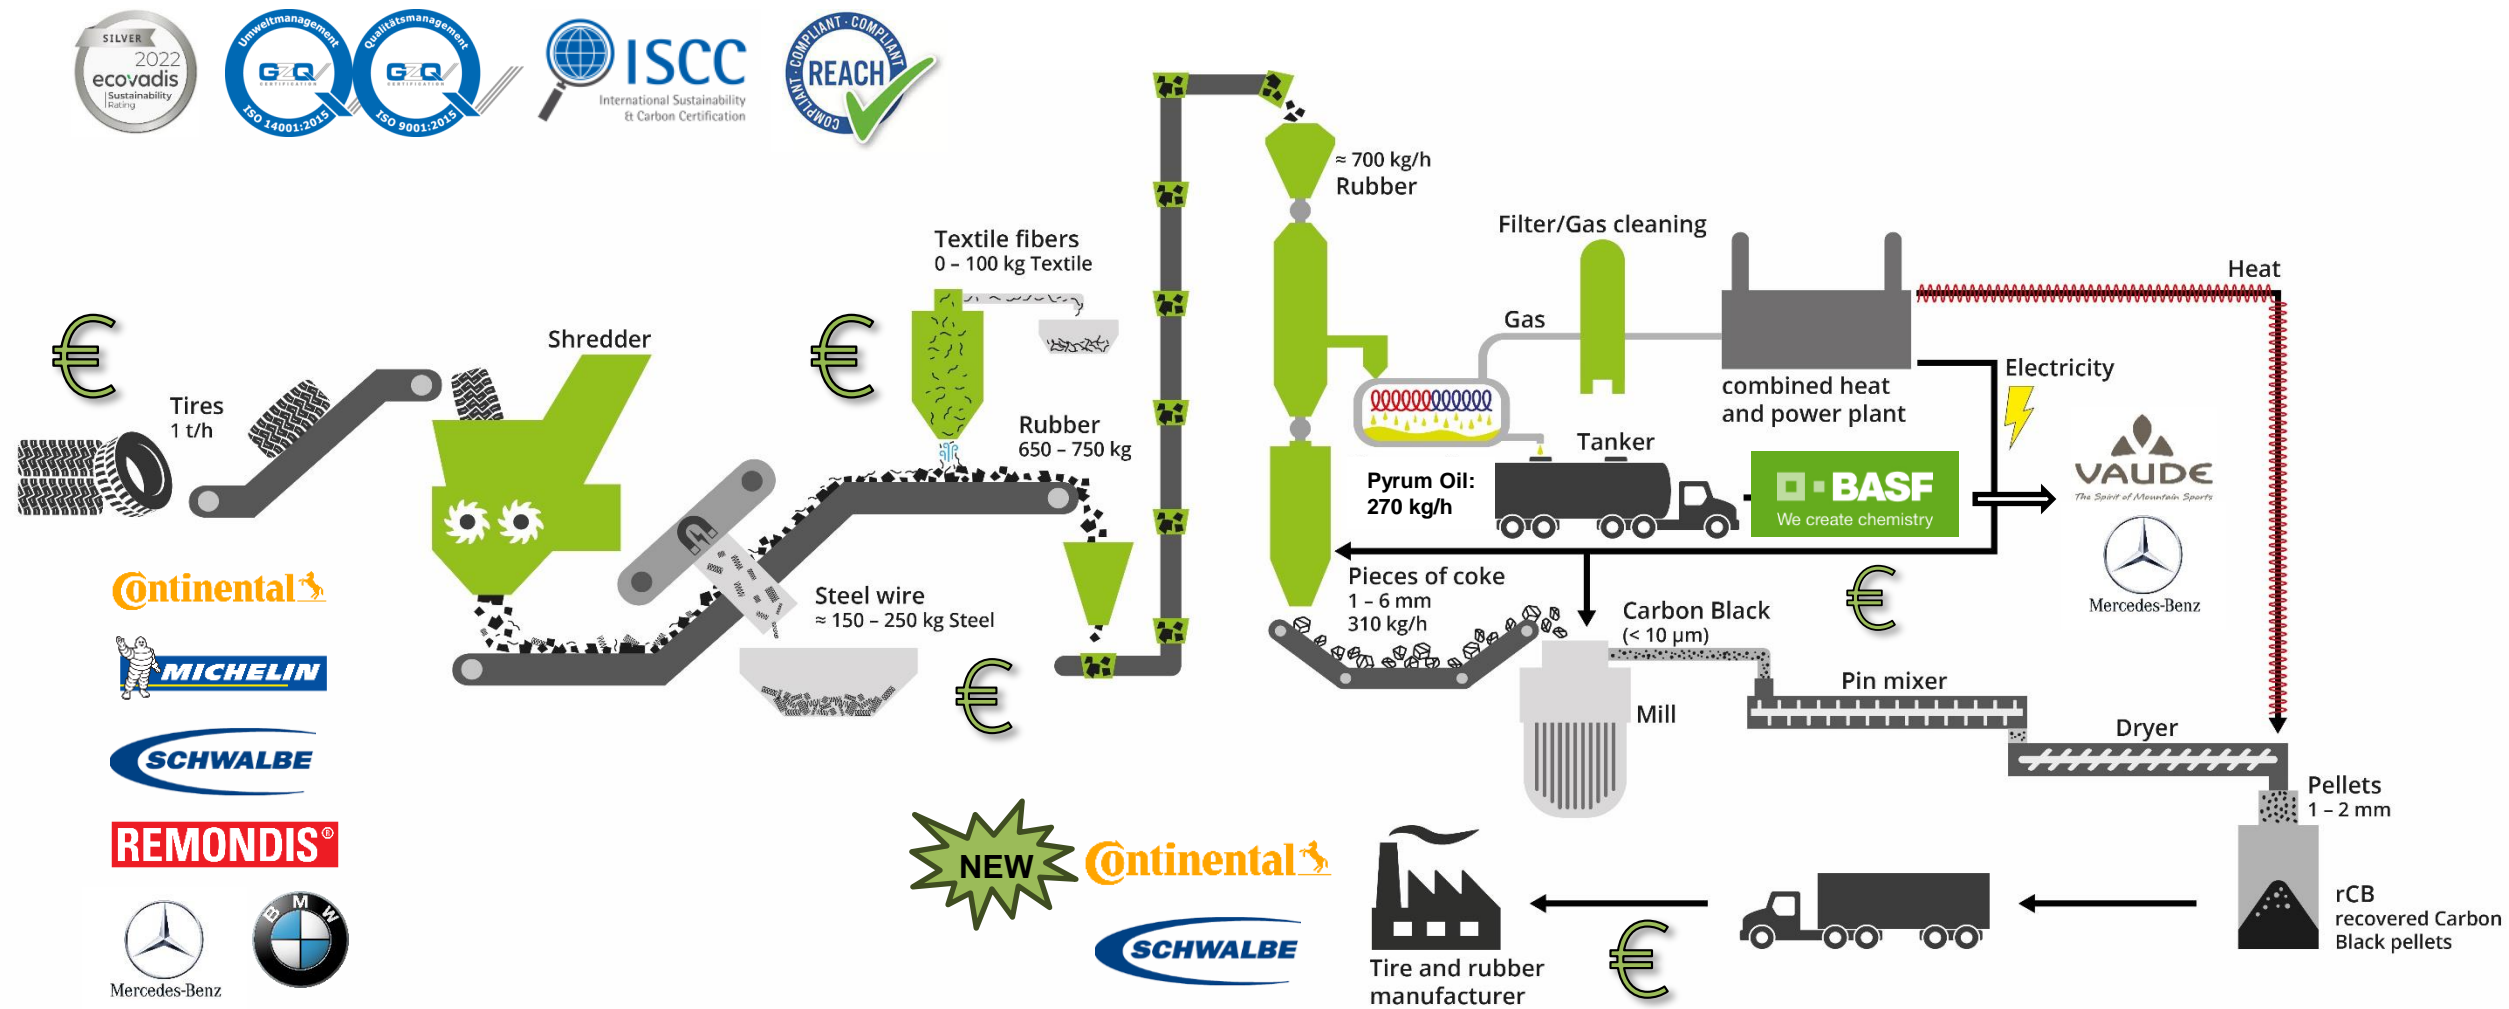 SILVER
2022
ecovadis
Sustainability
Rating
Umweltmanagement
GZQ
CERTIFICATION
ISO 14001:2015
Qualitätsmanagement
GZQ
CERTIFICATION
ISO 9001:2015
ISCC
International Sustainability
& Carbon Certification
COMPLIANT · COMPLIANT · COMPLIANT
REACH
≈ 700 kg/h
Rubber
Textile fibers
0 – 100 kg Textile
Filter/Gas cleaning
Heat
Gas
€
€
Shredder
Tires
1 t/h
Rubber
650 – 750 kg
combined heat
and power plant
Electricity
Tanker
Pyrum Oil:
270 kg/h
BASF
We create chemistry
VAUDE
The Spirit of Mountain Sports
Mercedes-Benz
Continental
Steel wire
≈ 150 – 250 kg Steel
Pieces of coke
1 – 6 mm
310 kg/h
Carbon Black
(< 10 µm)
€
€
MICHELIN
Pin mixer
Mill
Dryer
SCHWALBE
Pellets
1 – 2 mm
REMONDIS®
NEW
Continental
rCB
recovered Carbon
Black pellets
BMW
Mercedes-Benz
SCHWALBE
€
Tire and rubber
manufacturer